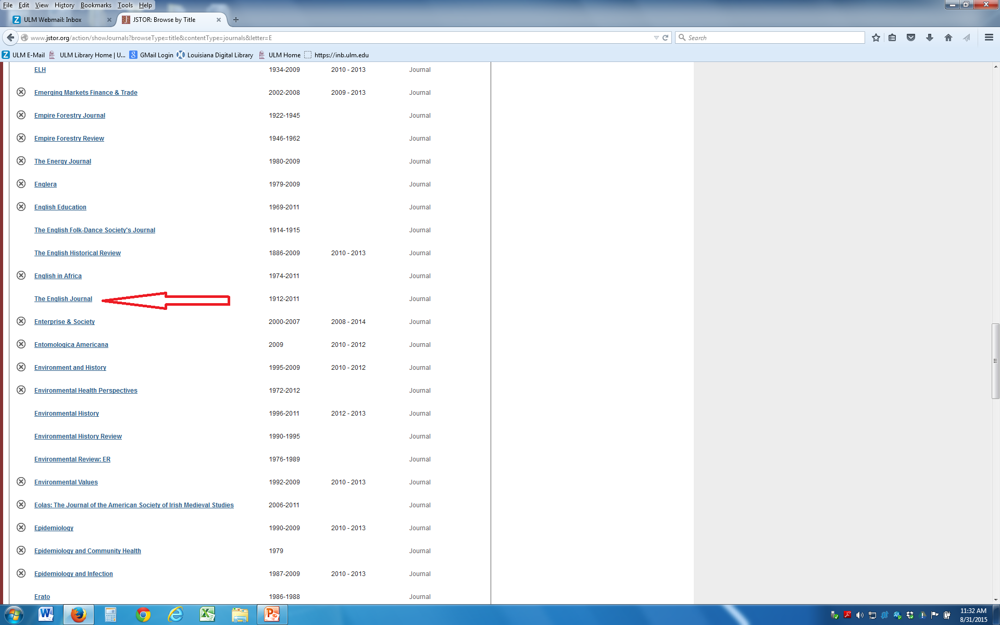 File Edit View History Bookmarks Tools Help
ULM Webmail: Inbox JSTOR: Browse by Title
www.jstor.org/action/showJournals?browseType=title&contentType=journals&letter=E Search
ULM E-Mail ULM Library Home | U... GMail Login Louisiana Digital Library ULM Home https://inb.ulm.edu
ELH 1934-2009 2010 - 2013 Journal
Emerging Markets Finance & Trade 2002-2008 2009 - 2013 Journal
Empire Forestry Journal 1922-1945 Journal
Empire Forestry Review 1946-1962 Journal
The Energy Journal 1980-2009 Journal
Englera 1979-2009 Journal
English Education 1969-2011 Journal
The English Folk-Dance Society's Journal 1914-1915 Journal
The English Historical Review 1886-2009 2010 - 2013 Journal
English in Africa 1974-2011 Journal
The English Journal 1912-2011 Journal
Enterprise & Society 2000-2007 2008 - 2014 Journal
Entomologica Americana 2009 2010 - 2012 Journal
Environment and History 1995-2009 2010 - 2012 Journal
Environmental Health Perspectives 1972-2012 Journal
Environmental History 1996-2011 2012 - 2013 Journal
Environmental History Review 1990-1995 Journal
Environmental Review: ER 1976-1989 Journal
Environmental Values 1992-2009 2010 - 2013 Journal
Eolas: The Journal of the American Society of Irish Medieval Studies 2006-2011 Journal
Epidemiology 1990-2009 2010 - 2013 Journal
Epidemiology and Community Health 1979 Journal
Epidemiology and Infection 1987-2009 2010 - 2013 Journal
Erato 1986-1988 Journal
11:32 AM
8/31/2015